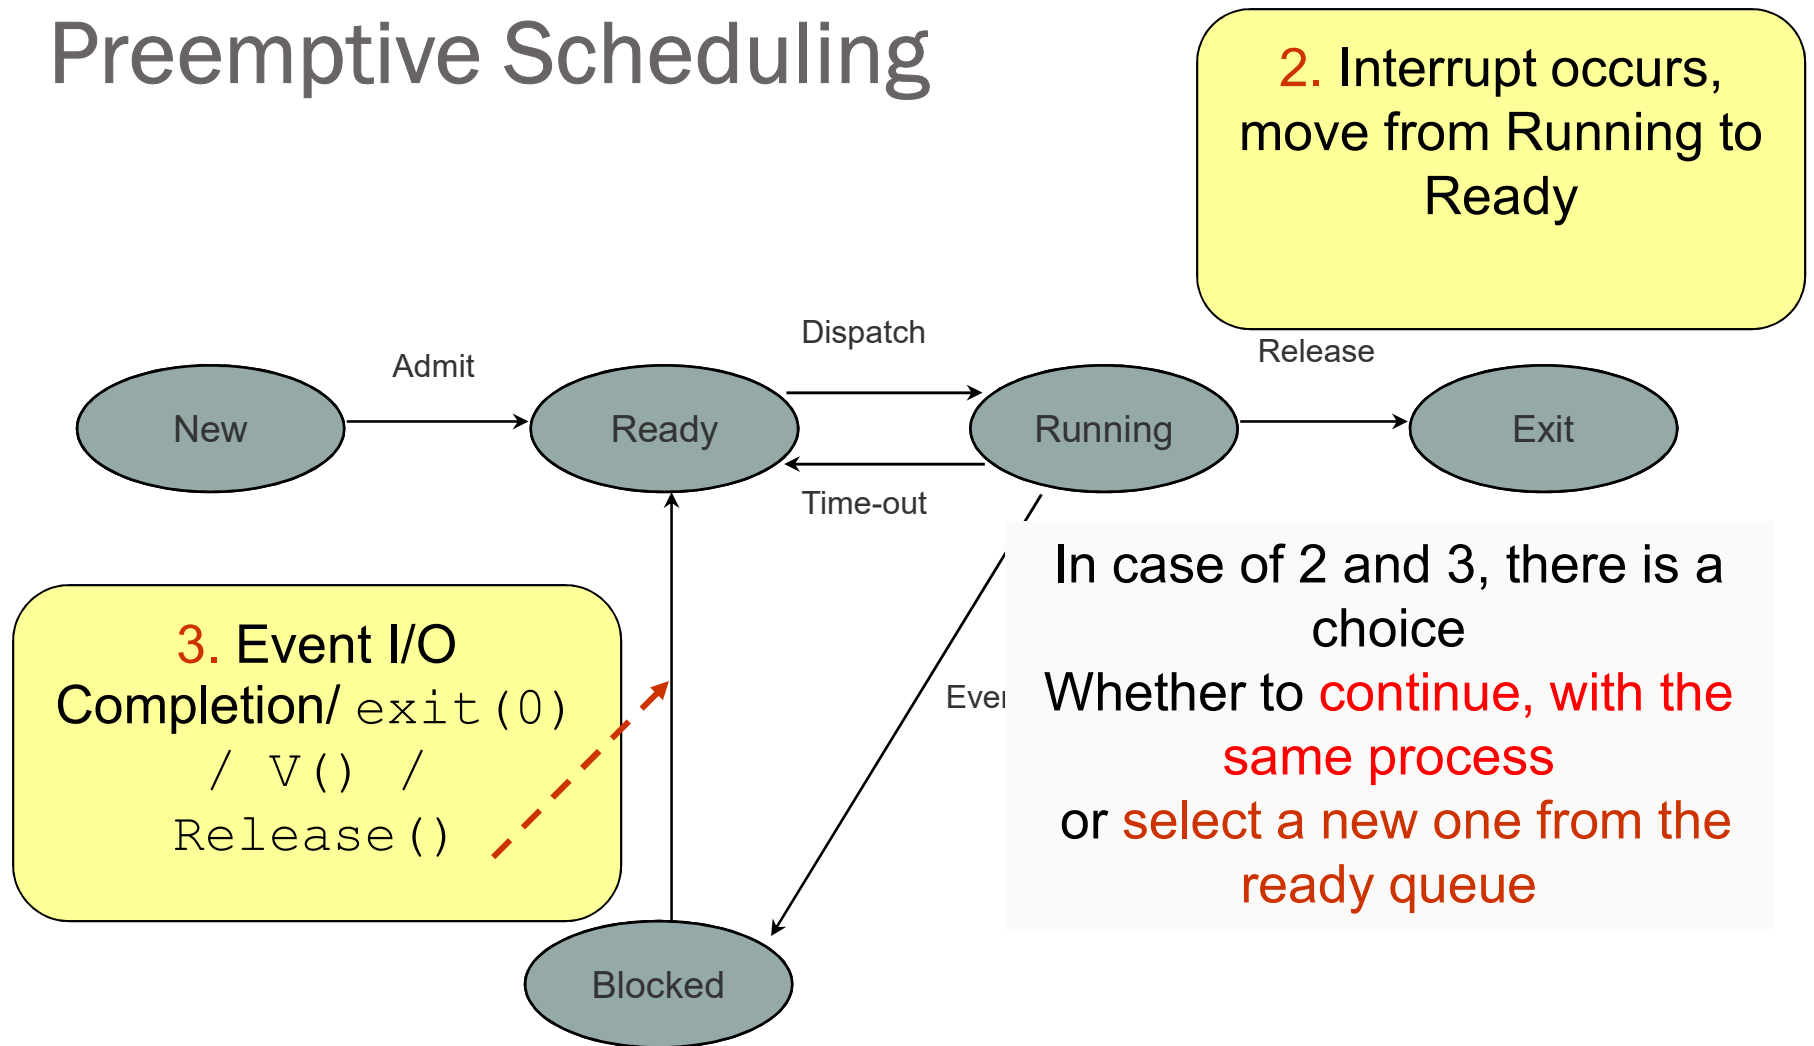 Preemptive Scheduling
2. Interrupt occurs,
move from Running to
Ready
Dispatch
Release
Admit
New
Ready
Running
Exit
Time-out
In case of 2 and 3, there is a
choice
Whether to continue, with the
same process
or select a new one from the
ready queue
3. Event I/O
Completion/ exit(0)
/ V() /
Release()
Blocked